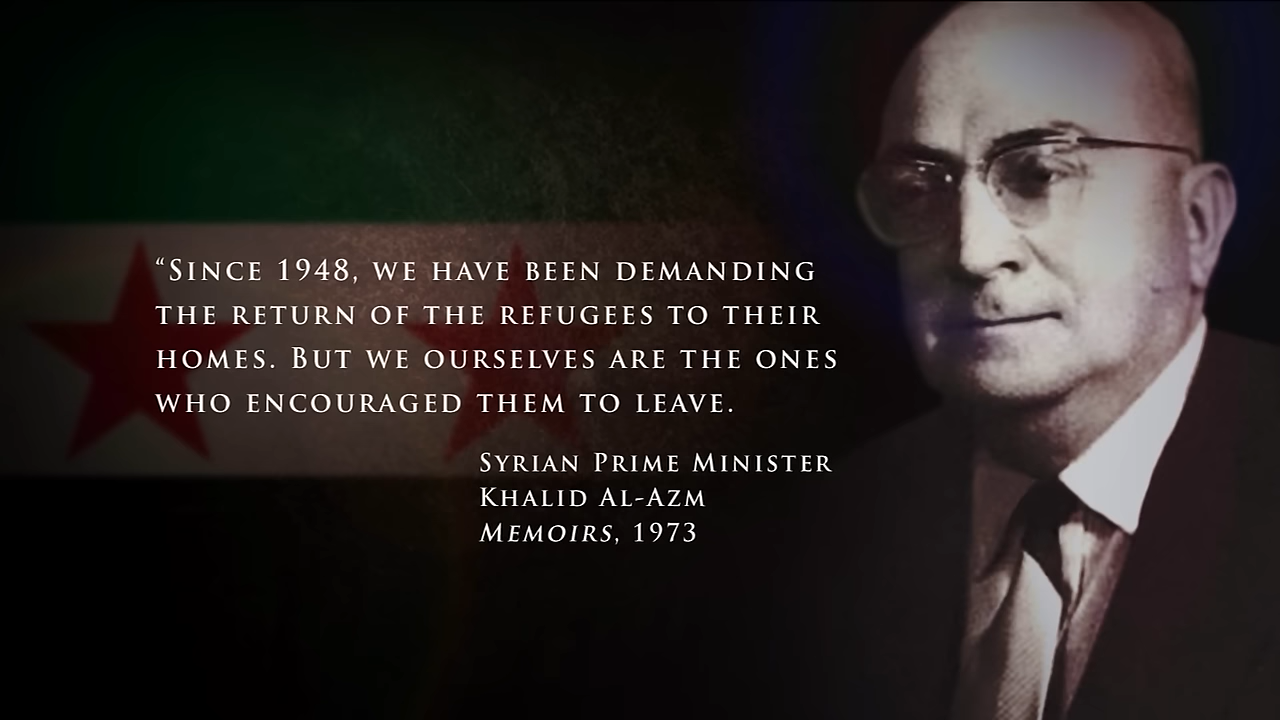 “Since 1948, we have been demanding
the return of the refugees to their
homes. But we ourselves are the ones
who encouraged them to leave.
Syrian Prime Minister
Khalid Al-Azm
Memoirs, 1973